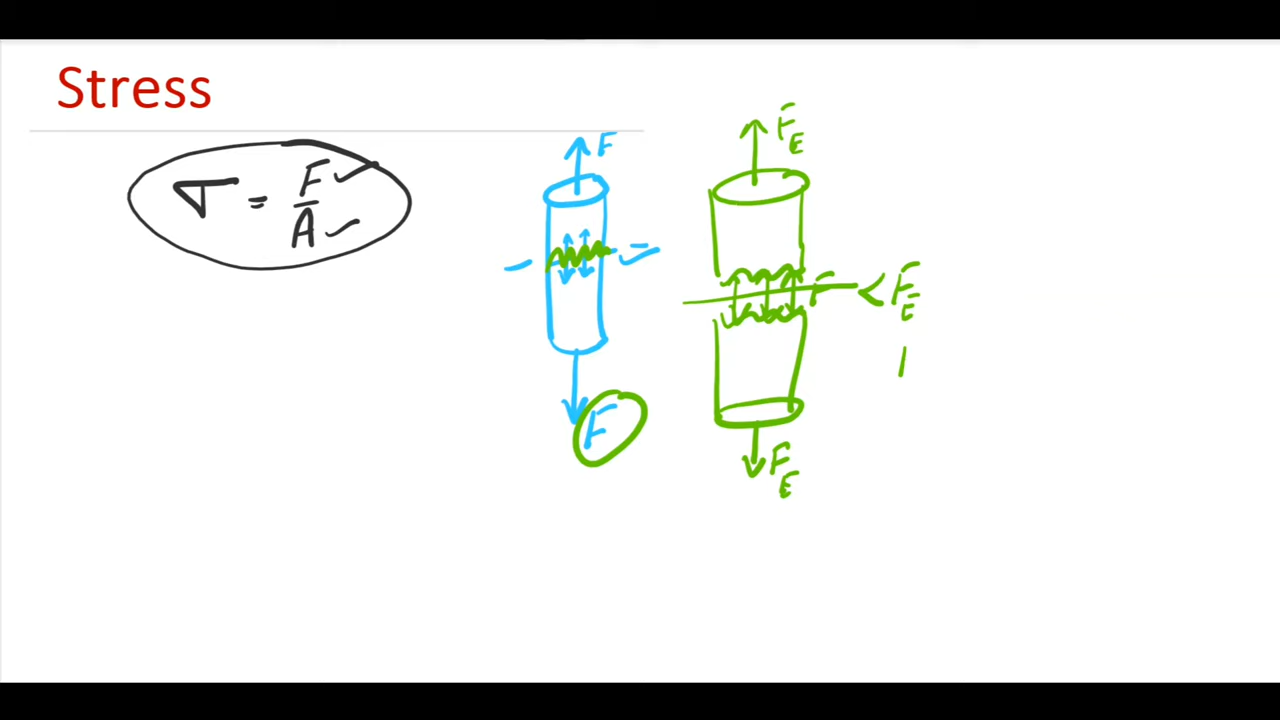 Stress
σ = F/A
F
F
F_E
F < F_E
F_E